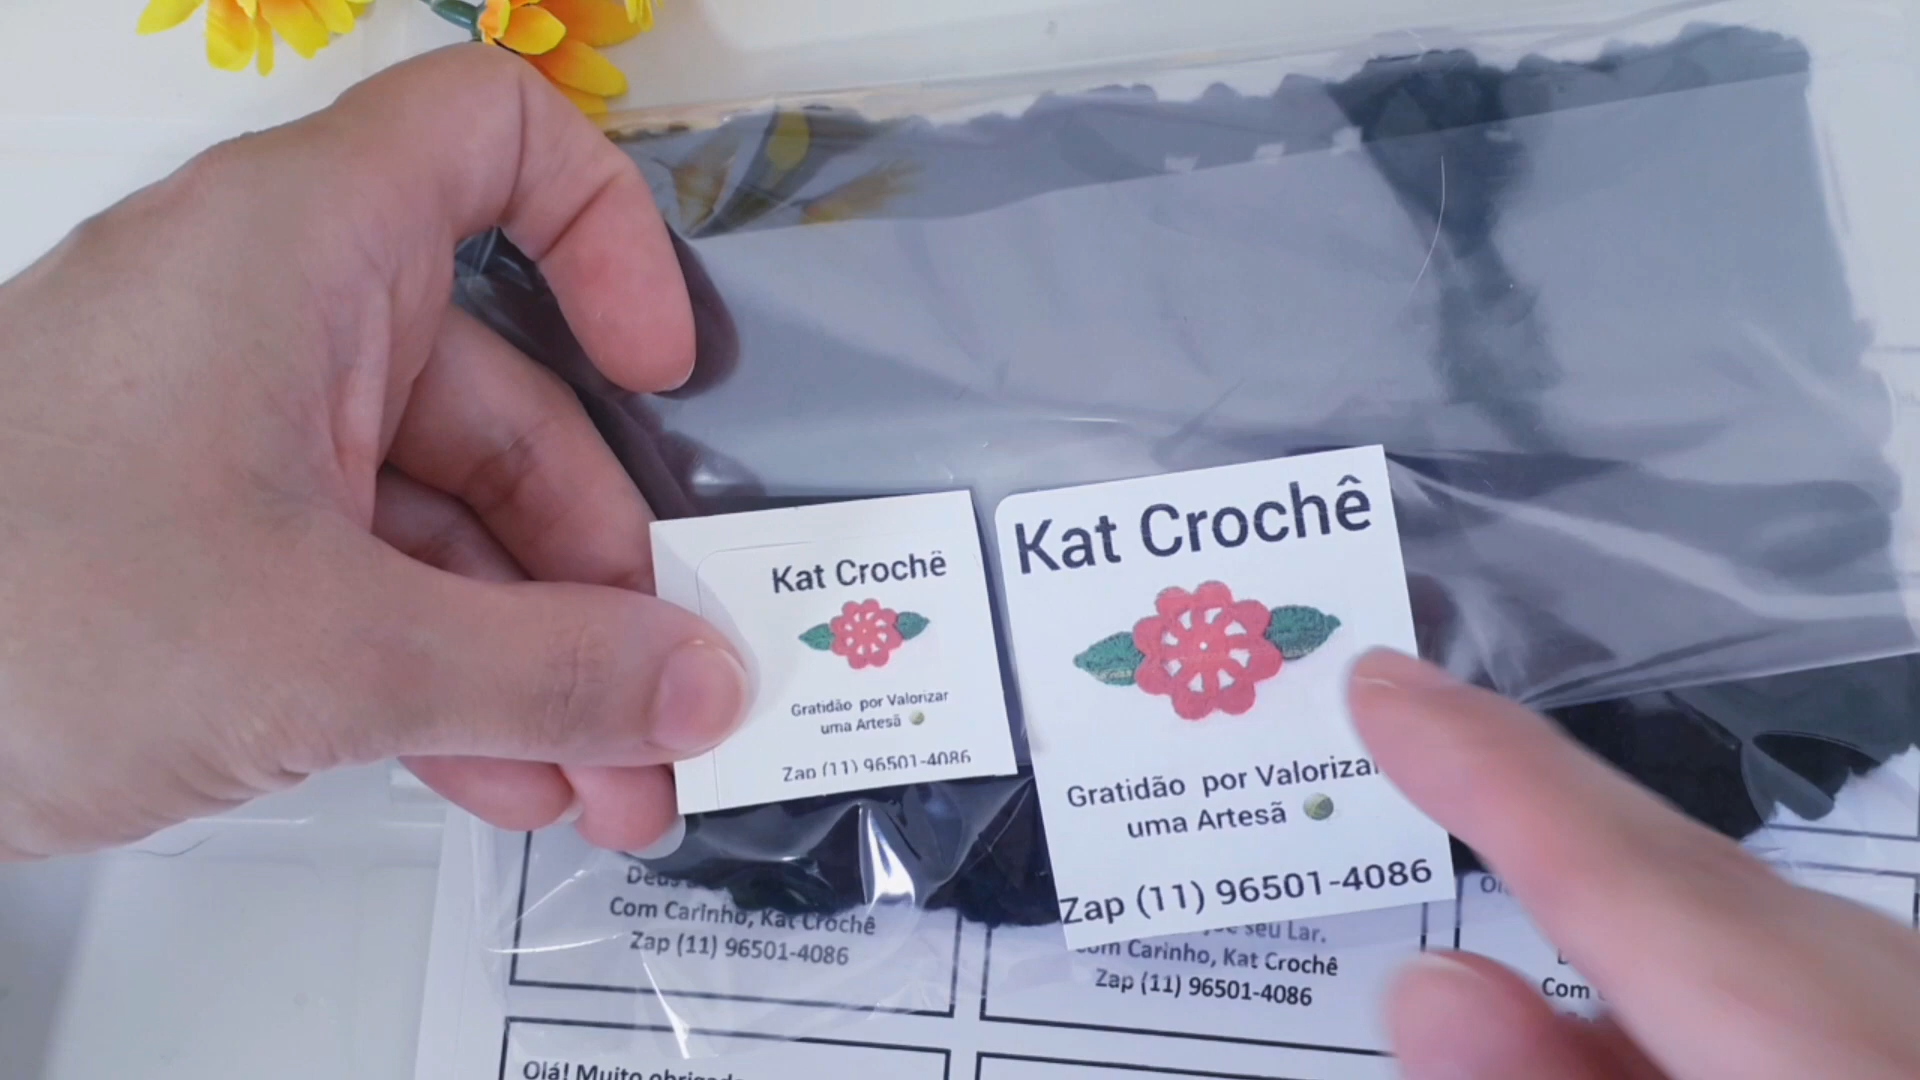 Kat Crochê
Gratidão por Valorizar
uma Artesã
Zap (11) 96501-4086
Kat Crochê
Gratidão por Valorizar
uma Artesã
Zap (11) 96501-4086
Deus
Com Carinho, Kat Crochê
Zap (11) 96501-4086
seu Lar.
Com Carinho, Kat Crochê
Zap (11) 96501-4086
Com
Olá! Muito